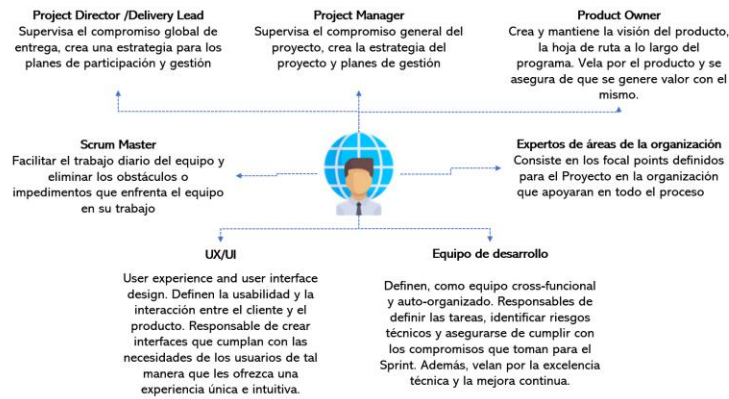 Project Director /Delivery Lead
Supervisa el compromiso global de
entrega, crea una estrategia para los
planes de participación y gestión
Project Manager
Supervisa el compromiso general del
proyecto, crea la estrategia del
proyecto y planes de gestión
Product Owner
Crea y mantiene la visión del producto,
la hoja de ruta a lo largo del
programa. Vela por el producto y se
asegura de que se genere valor con el
mismo.
Scrum Master
Facilitar el trabajo diario del equipo y
eliminar los obstáculos o
impedimentos que enfrenta el equipo
en su trabajo
Expertos de áreas de la organización
Consiste en los focal points definidos
para el Proyecto en la organización
que apoyaran en todo el proceso
UX/UI
User experience and user interface
design. Definen la usabilidad y la
interacción entre el cliente y el
producto. Responsable de crear
interfaces que cumplan con las
necesidades de los usuarios de tal
manera que les ofrezca una
experiencia única e intuitiva.
Equipo de desarrollo
Definen, como equipo cross-funcional
y auto-organizado. Responsables de
definir las tareas, identificar riesgos
técnicos y asegurarse de cumplir con
los compromisos que toman para el
Sprint. Además, velan por la excelencia
técnica y la mejora continua.